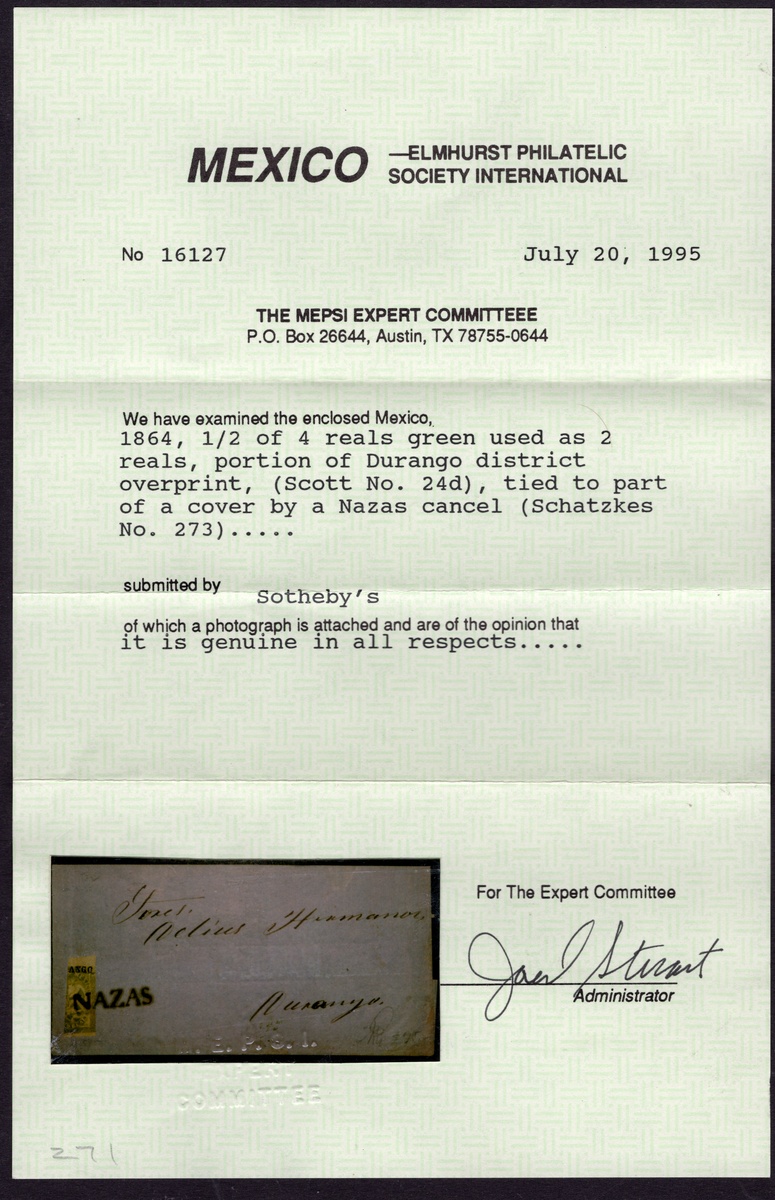 MEXICO —ELMHURST PHILATELIC
SOCIETY INTERNATIONAL
No 16127 July 20, 1995
THE MEPSI EXPERT COMMITTEEE
P.O. Box 26644, Austin, TX 78755-0644
We have examined the enclosed Mexico,
1864, 1/2 of 4 reals green used as 2
reals, portion of Durango district
overprint, (Scott No. 24d), tied to part
of a cover by a Nazas cancel (Schatzkes
No. 273).....
submitted by Sotheby's
of which a photograph is attached and are of the opinion that
it is genuine in all respects.....
For The Expert Committee
Administrator
Hermanos
NAZAS
Durango.
E. P. S. I.
EXPERT
COMMITTEE
271